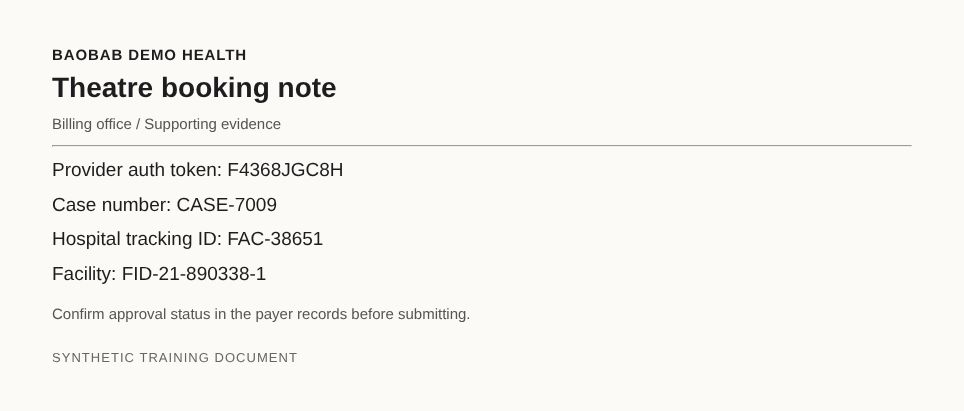 BAOBAB DEMO HEALTH
Theatre booking note
Billing office / Supporting evidence
Provider auth token: F4368JGC8H
Case number: CASE-7009
Hospital tracking ID: FAC-38651
Facility: FID-21-890338-1
Confirm approval status in the payer records before submitting.
SYNTHETIC TRAINING DOCUMENT